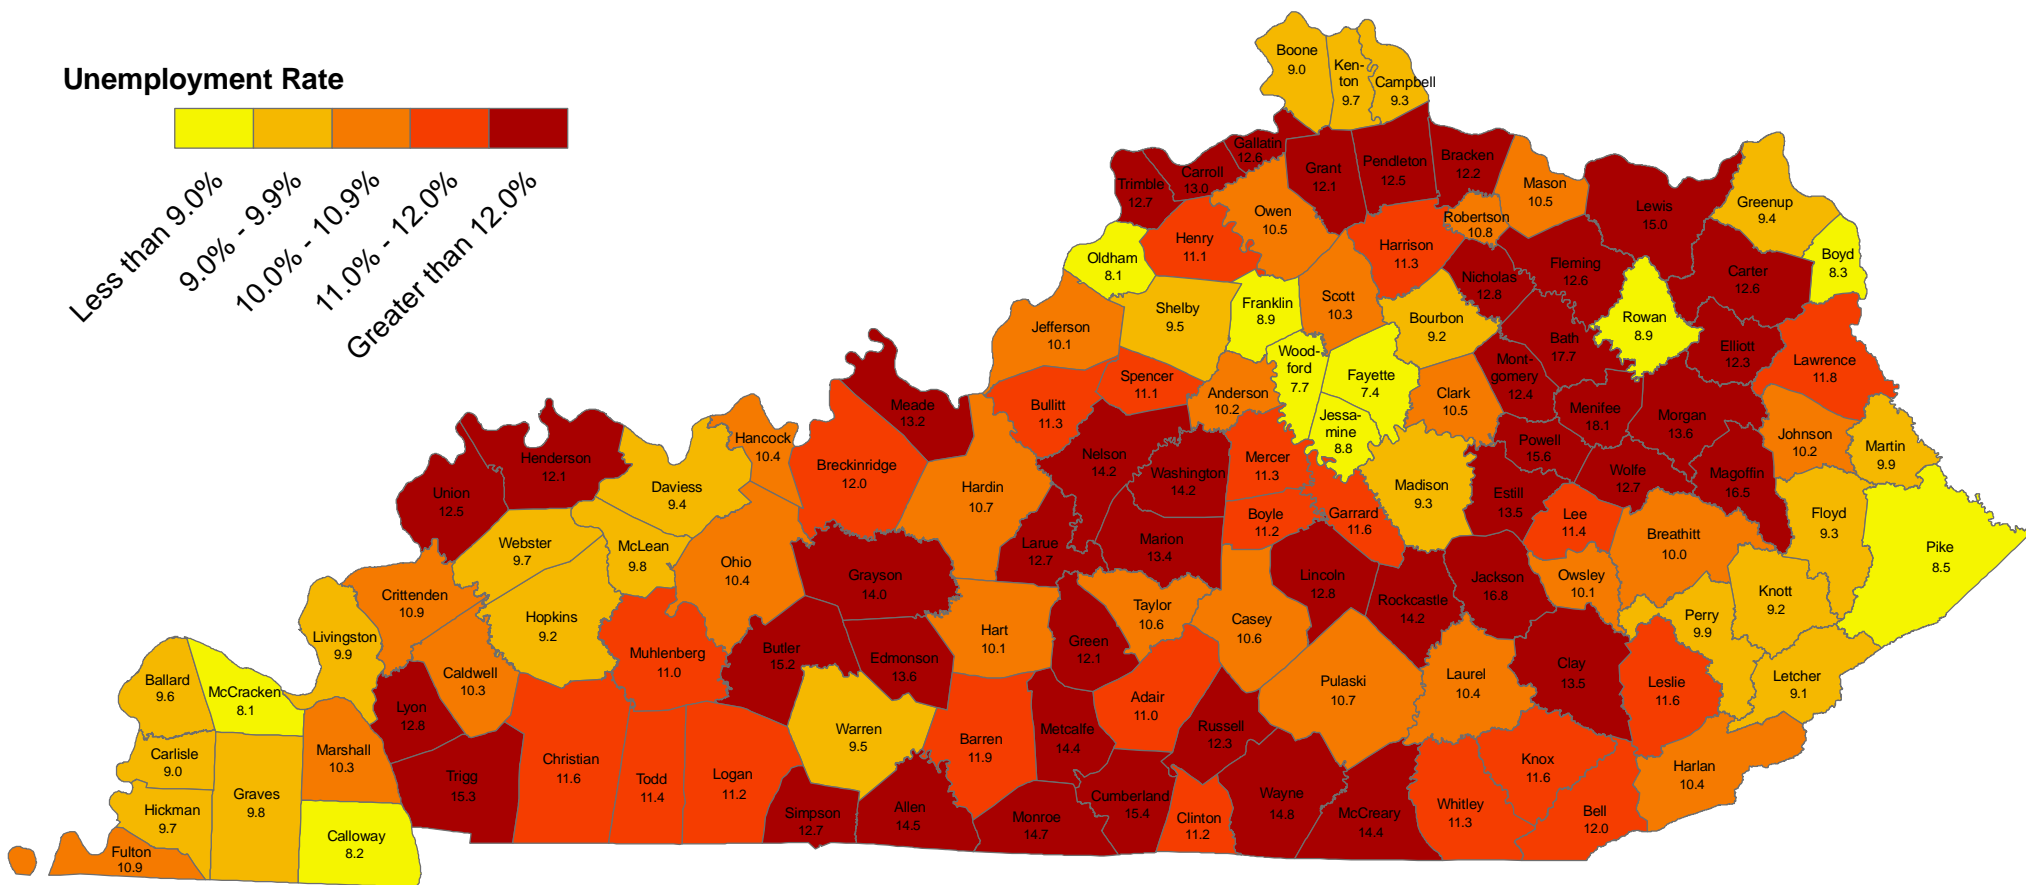 Unemployment Rate
Less than 9.0%
9.0% - 9.9%
10.0% - 10.9%
11.0% - 12.0%
Greater than 12.0%
Boone
9.0
Ken-
ton
9.7
Campbell
9.3
Gallatin
12.6
Carroll
13.0
Trimble
12.7
Grant
12.1
Pendleton
12.5
Bracken
12.2
Mason
10.5
Robertson
10.8
Lewis
15.0
Greenup
9.4
Boyd
8.3
Owen
10.5
Henry
11.1
Oldham
8.1
Harrison
11.3
Nicholas
12.8
Fleming
12.6
Carter
12.6
Rowan
8.9
Jefferson
10.1
Shelby
9.5
Franklin
8.9
Scott
10.3
Bourbon
9.2
Bath
17.7
Elliott
12.3
Lawrence
11.8
Wood-
ford
7.7
Fayette
7.4
Mont-
gomery
12.4
Spencer
11.1
Anderson
10.2
Clark
10.5
Menifee
18.1
Morgan
13.6
Bullitt
11.3
Jessa-
mine
8.8
Meade
13.2
Johnson
10.2
Martin
9.9
Hancock
10.4
Breckinridge
12.0
Nelson
14.2
Washington
14.2
Mercer
11.3
Powell
15.6
Wolfe
12.7
Magoffin
16.5
Henderson
12.1
Union
12.5
Daviess
9.4
Hardin
10.7
Madison
9.3
Estill
13.5
Boyle
11.2
Garrard
11.6
Lee
11.4
Floyd
9.3
Webster
9.7
McLean
9.8
Ohio
10.4
Larue
12.7
Marion
13.4
Breathitt
10.0
Pike
8.5
Grayson
14.0
Lincoln
12.8
Jackson
16.8
Owsley
10.1
Crittenden
10.9
Rockcastle
14.2
Knott
9.2
Perry
9.9
Hopkins
9.2
Taylor
10.6
Casey
10.6
Livingston
9.9
Hart
10.1
Green
12.1
Muhlenberg
11.0
Butler
15.2
Edmonson
13.6
Clay
13.5
Caldwell
10.3
Pulaski
10.7
Laurel
10.4
Leslie
11.6
Letcher
9.1
Ballard
9.6
McCracken
8.1
Lyon
12.8
Adair
11.0
Warren
9.5
Metcalfe
14.4
Russell
12.3
Barren
11.9
Carlisle
9.0
Marshall
10.3
Christian
11.6
Knox
11.6
Harlan
10.4
Trigg
15.3
Todd
11.4
Logan
11.2
Graves
9.8
Hickman
9.7
Simpson
12.7
Allen
14.5
Monroe
14.7
Cumberland
15.4
Clinton
11.2
Wayne
14.8
McCreary
14.4
Whitley
11.3
Bell
12.0
Calloway
8.2
Fulton
10.9